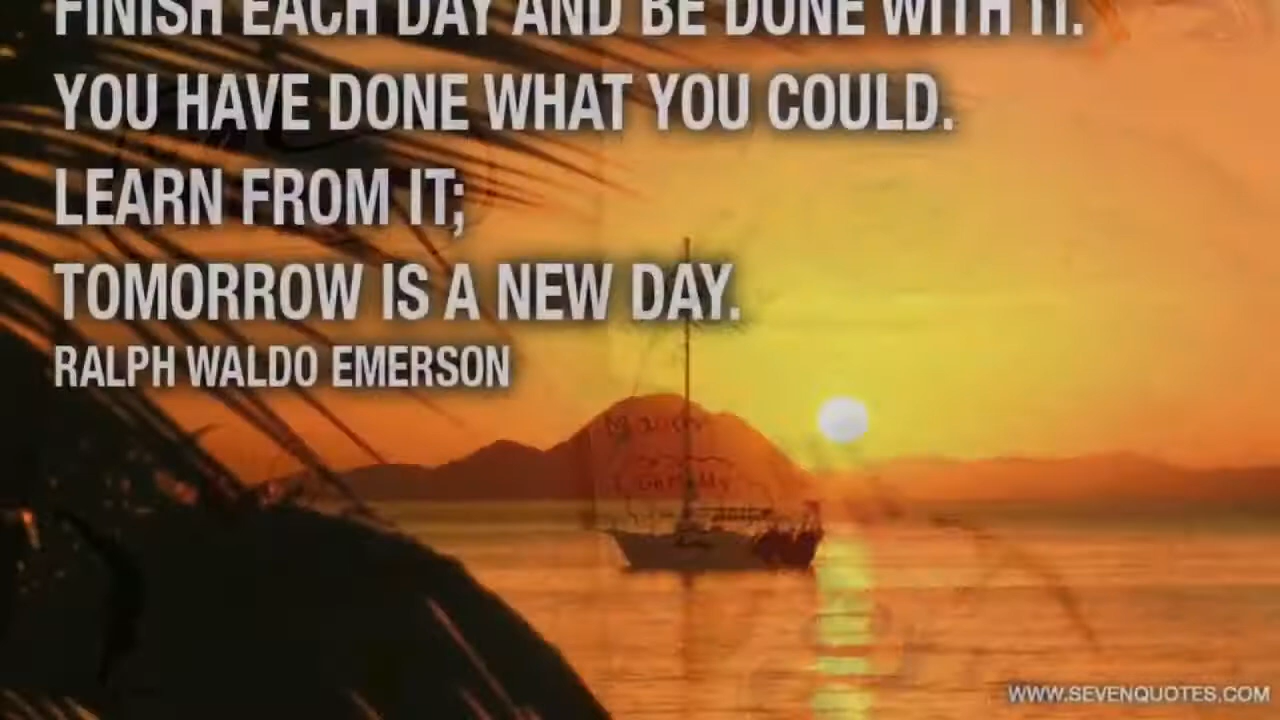 FINISH EACH DAY AND BE DONE WITH IT.
YOU HAVE DONE WHAT YOU COULD.
LEARN FROM IT;
TOMORROW IS A NEW DAY.
RALPH WALDO EMERSON
WWW.SEVENQUOTES.COM